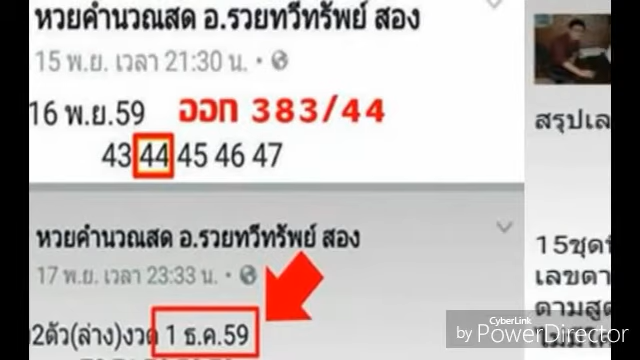 หวยคำนวณสด อ.รวยทวีทรัพย์ สอง
15 พ.ย. เวลา 21:30 น.
16 พ.ย.59 ออก 383/44
43 44 45 46 47
หวยคำนวณสด อ.รวยทวีทรัพย์ สอง
17 พ.ย. เวลา 23:33 น.
2ตัว(ล่าง)งวด 1 ธ.ค.59
สรุปเล
15ชุด
เลขตา
ตามสูต
CyberLink
by PowerDirector